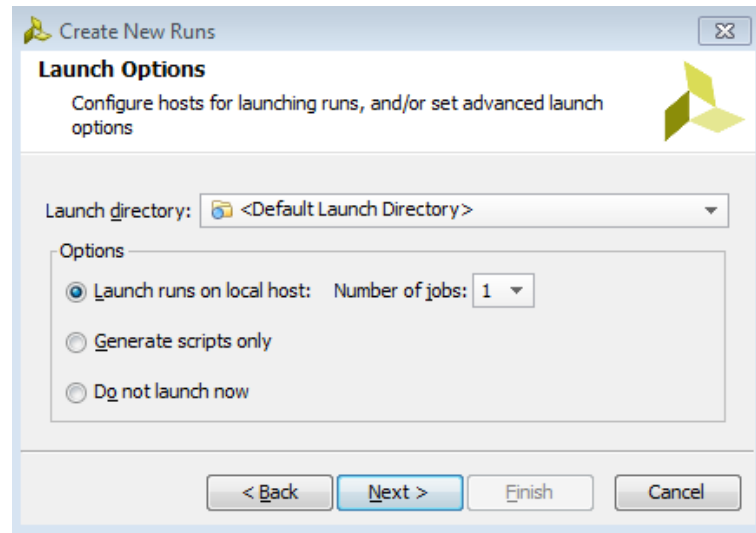 Create New Runs
Launch Options
Configure hosts for launching runs, and/or set advanced launch
options
Launch directory: <Default Launch Directory>
Options
Launch runs on local host: Number of jobs: 1
Generate scripts only
Do not launch now
< Back Next > Finish Cancel